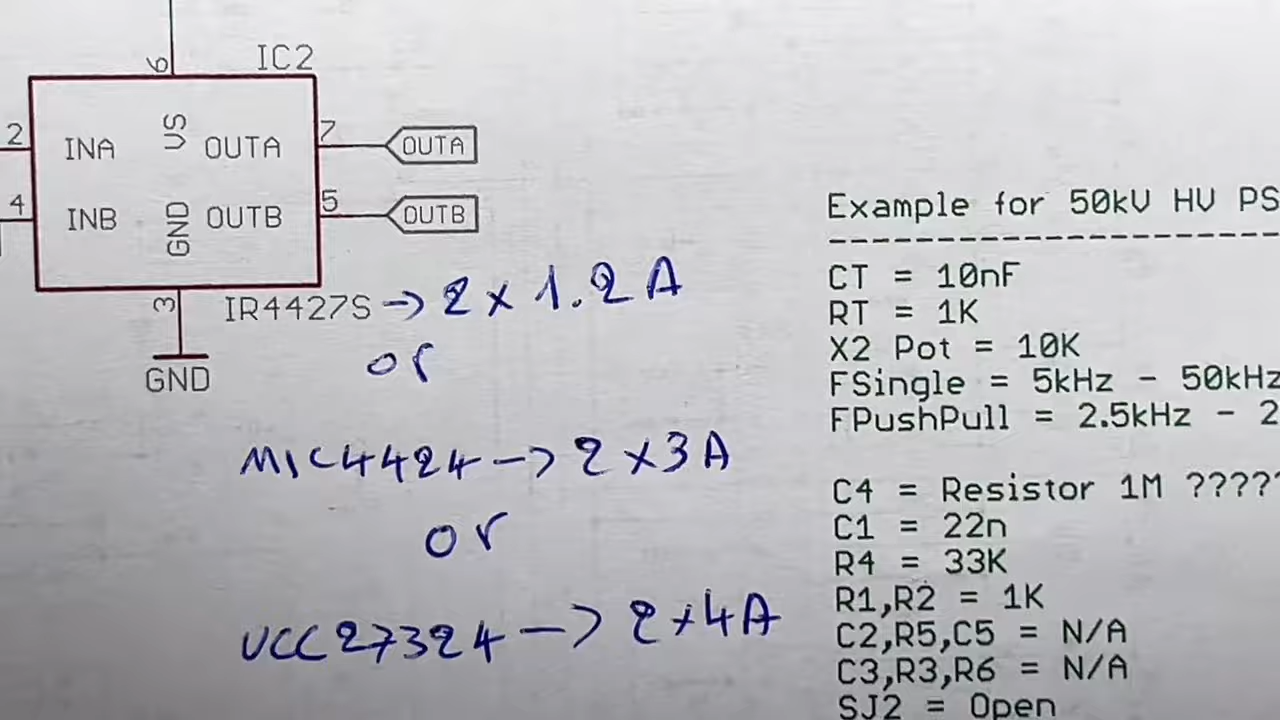 6 IC2
2 INA VS OUTA 7 OUTA
4 INB GND OUTB 5 OUTB
3 IR4427S → 2 x 1.2 A
GND
or
MIC4424 → 2 x 3 A
or
UCC27324 → 2 x 4A
Example for 50kV HV PS
--------------------
CT = 10nF
RT = 1K
X2 Pot = 10K
FSingle = 5kHz - 50kHz
FPushPull = 2.5kHz - 2
C4 = Resistor 1M ?????
C1 = 22n
R4 = 33K
R1,R2 = 1K
C2,R5,C5 = N/A
C3,R3,R6 = N/A
SJ2 = Open